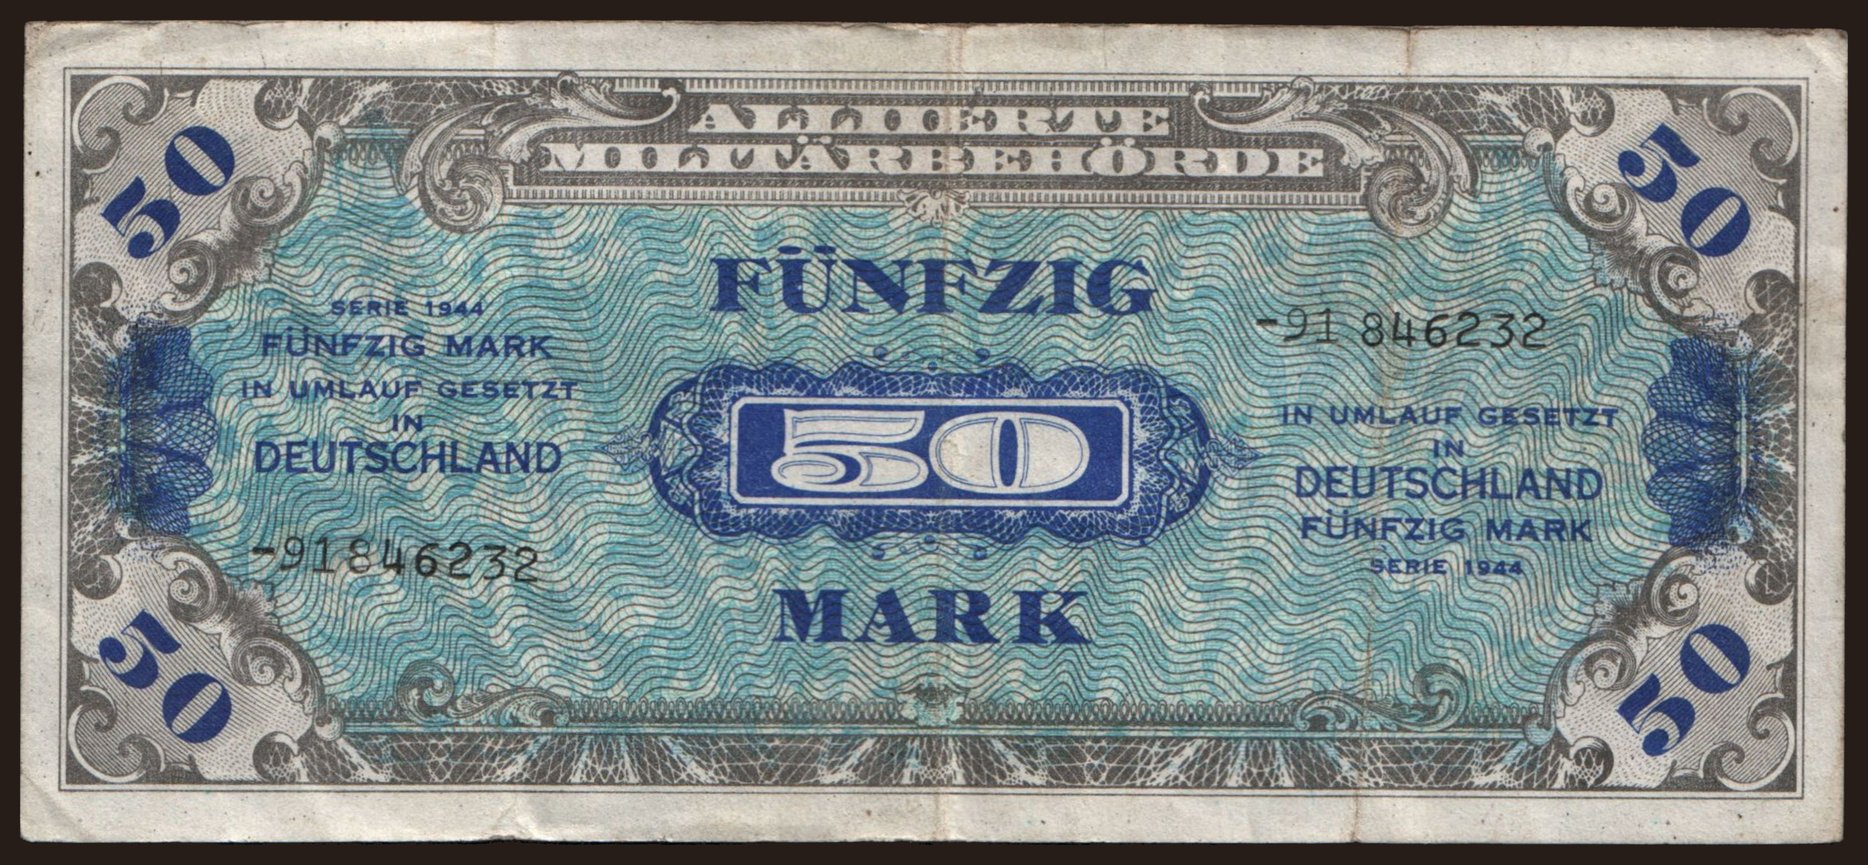 50
50
ALLIIERTE
MILITÄRBEHÖRDE
FÜNFZIG
SERIE 1944
FÜNFZIG MARK
IN UMLAUF GESETZT
IN
DEUTSCHLAND
-91846232
50
-91 846232
IN UMLAUF GESETZT
IN
DEUTSCHLAND
FÜNFZIG MARK
SERIE 1944
MARK
50
50